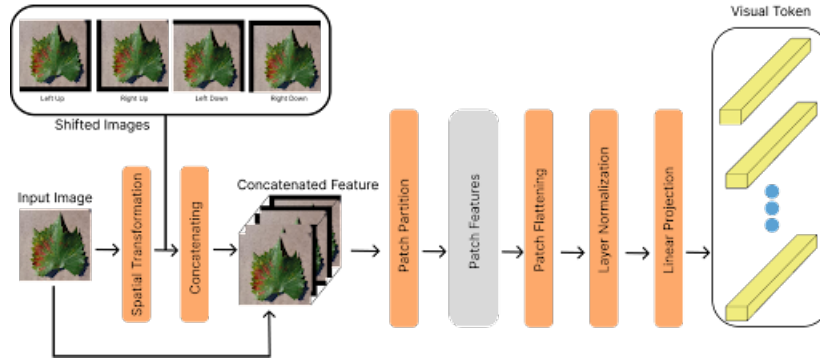 Visual Token
Left Up
Right Up
Left Down
Right Down
Shifted Images
Input Image
Spatial Transformation
Concatenating
Concatenated Feature
Patch Partition
Patch Features
Patch Flattening
Layer Normalization
Linear Projection